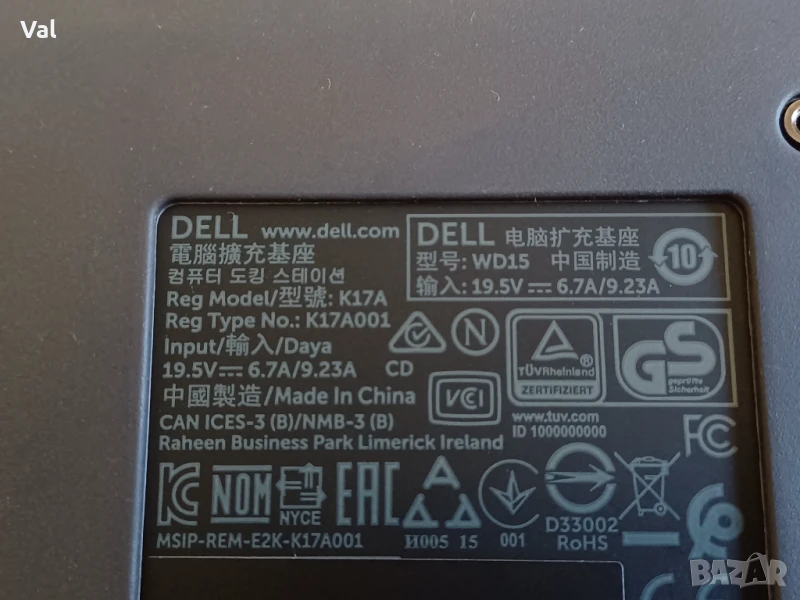 Val
DELL www.dell.com
電腦擴充基座
컴퓨터 도킹 스테이션
Reg Model/型號: K17A
Reg Type No.: K17A001
Input/輸入/Daya
19.5V⎓6.7A/9.23A CD
中國製造/Made In China
CAN ICES-3 (B)/NMB-3 (B)
Raheen Business Park Limerick Ireland
DELL 电脑扩充基座
型号: WD15 中国制造
输入: 19.5V⎓6.7A/9.23A
10
N
VCI
TÜVRheinland
ZERTIFIZIERT
GS
geprüfte
Sicherheit
www.tuv.com
ID 1000000000
FC
KC
NOM
NYCE
EAC
MSIP-REM-E2K-K17A001
И005 15
001
D33002
RoHS
BAZAR